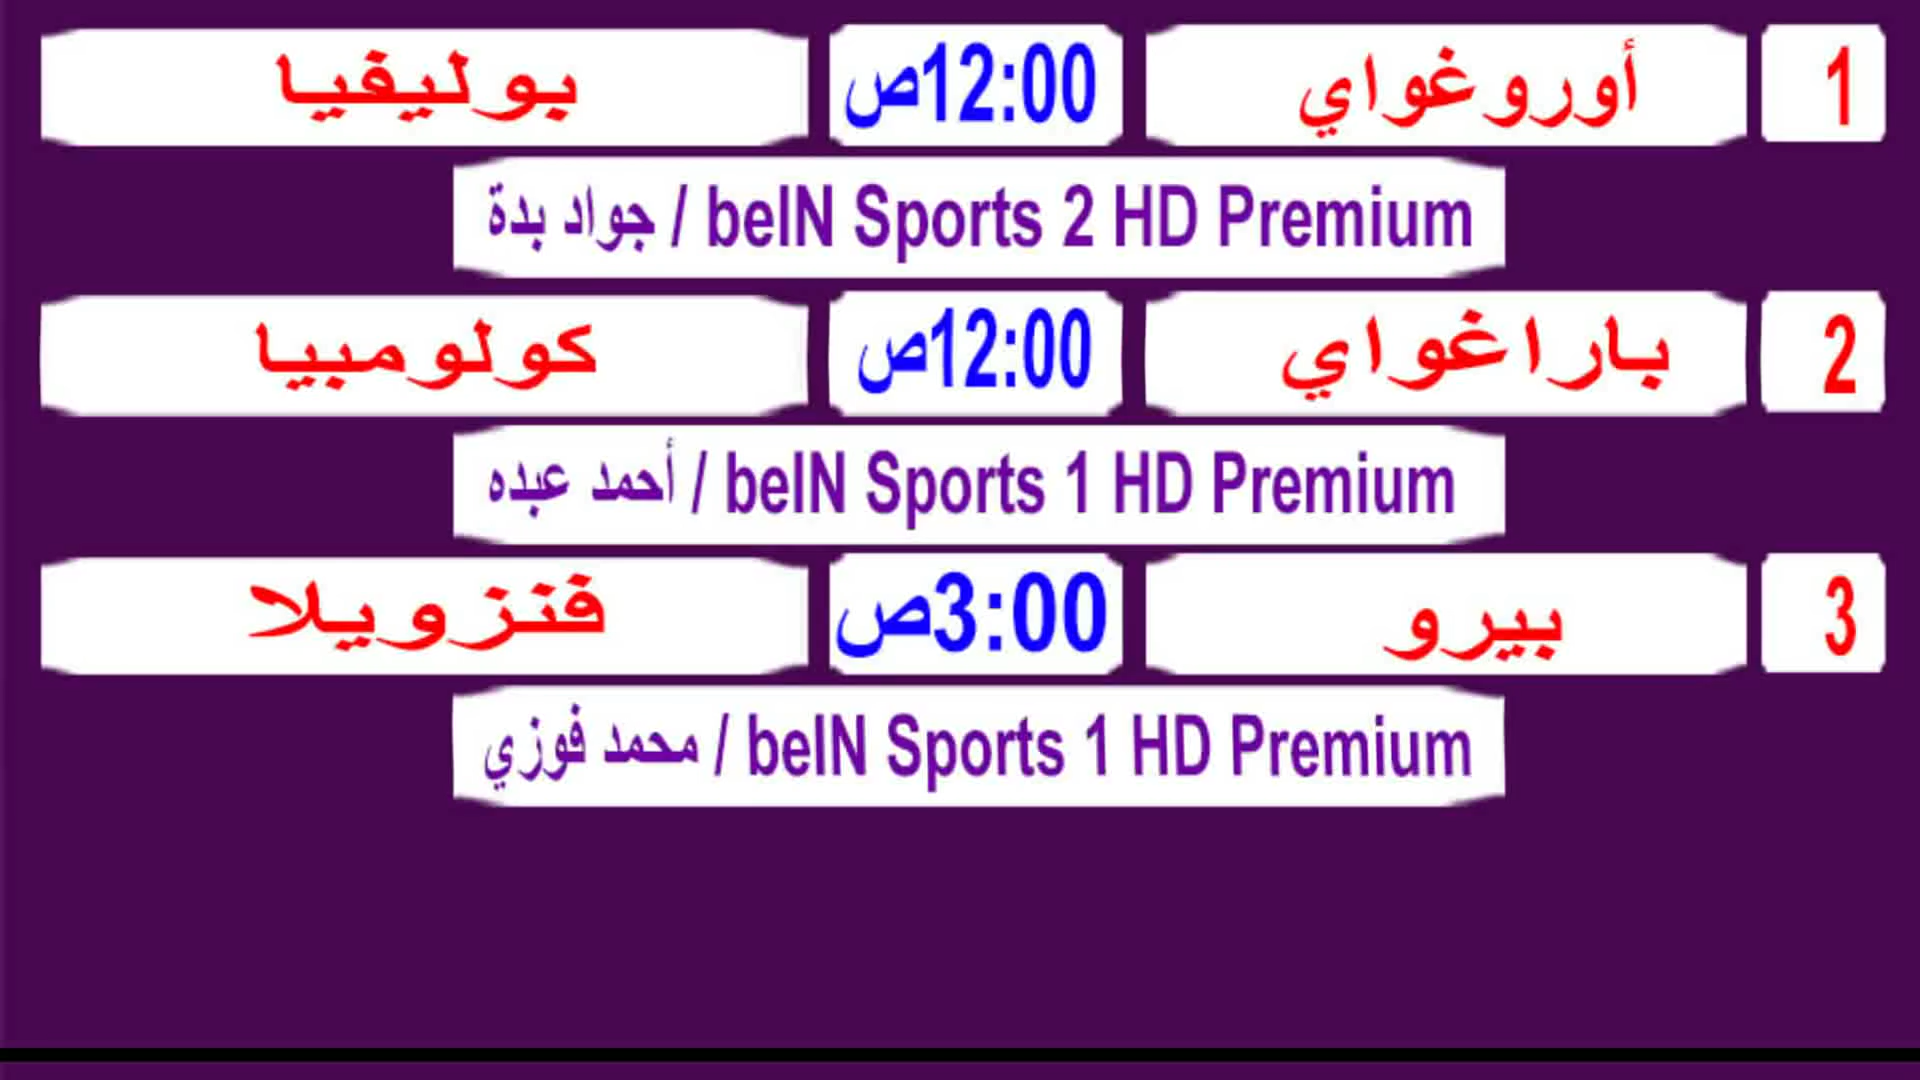 1 أوروغواي 12:00ص بوليفيا
beIN Sports 2 HD Premium / جواد بدة
2 باراغواي 12:00ص كولومبيا
beIN Sports 1 HD Premium / أحمد عبده
3 بيرو 3:00ص فنزويلا
beIN Sports 1 HD Premium / محمد فوزي